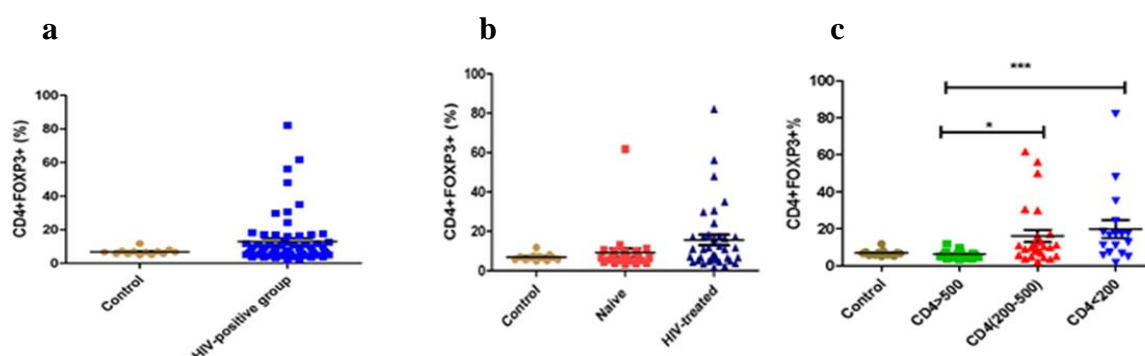 a
b
c
CD4+FOXP3+ (%)
100
80
60
40
20
0
Control
HIV-positive group
CD4+FOXP3+ (%)
100
80
60
40
20
0
Control
Naive
HIV-treated
CD4+FOXP3+%
100
80
60
40
20
0
***
*
Control
CD4>500
CD4(200-500)
CD4<200